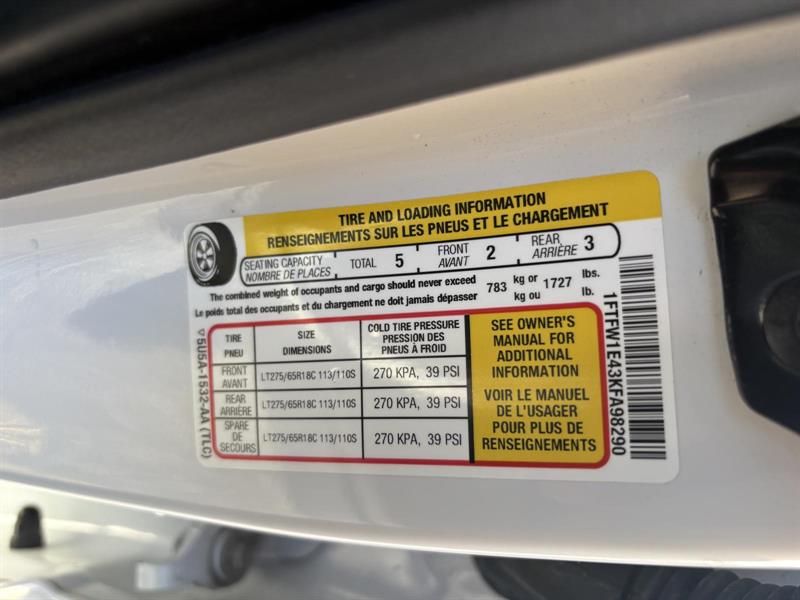 TIRE AND LOADING INFORMATION
RENSEIGNEMENTS SUR LES PNEUS ET LE CHARGEMENT
SEATING CAPACITY
NOMBRE DE PLACES
TOTAL 5
FRONT
AVANT 2
REAR
ARRIÈRE 3
The combined weight of occupants and cargo should never exceed 783 kg or 1727 lbs.
Le poids total des occupants et du chargement ne doit jamais dépasser kg ou lb.
TIRE
PNEU
SIZE
DIMENSIONS
COLD TIRE PRESSURE
PRESSION DES
PNEUS À FROID
FRONT
AVANT
LT275/65R18C 113/110S
270 KPA, 39 PSI
REAR
ARRIÈRE
LT275/65R18C 113/110S
270 KPA, 39 PSI
SPARE
DE
SECOURS
LT275/65R18C 113/110S
270 KPA, 39 PSI
SEE OWNER'S
MANUAL FOR
ADDITIONAL
INFORMATION
VOIR LE MANUEL
DE L'USAGER
POUR PLUS DE
RENSEIGNEMENTS
5U5A-1532-AA (TLC)
1FTFW1E43KFA98290